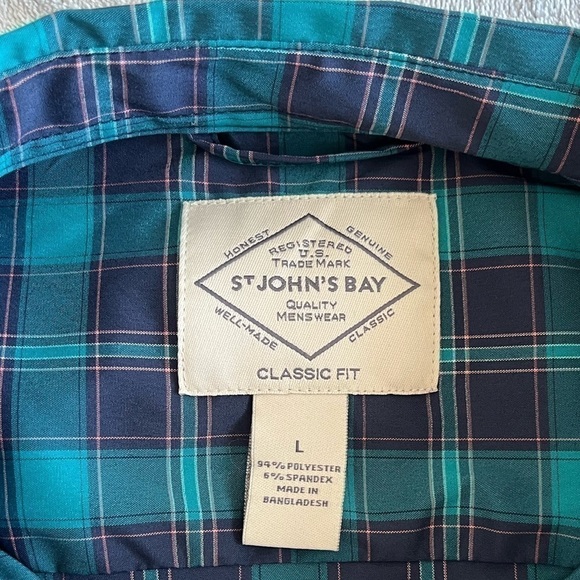 HONEST
GENUINE
REGISTERED
U.S.
TRADE MARK
ST JOHN'S BAY
QUALITY
MENSWEAR
WELL-MADE
CLASSIC
CLASSIC FIT
L
94% POLYESTER
6% SPANDEX
MADE IN
BANGLADESH